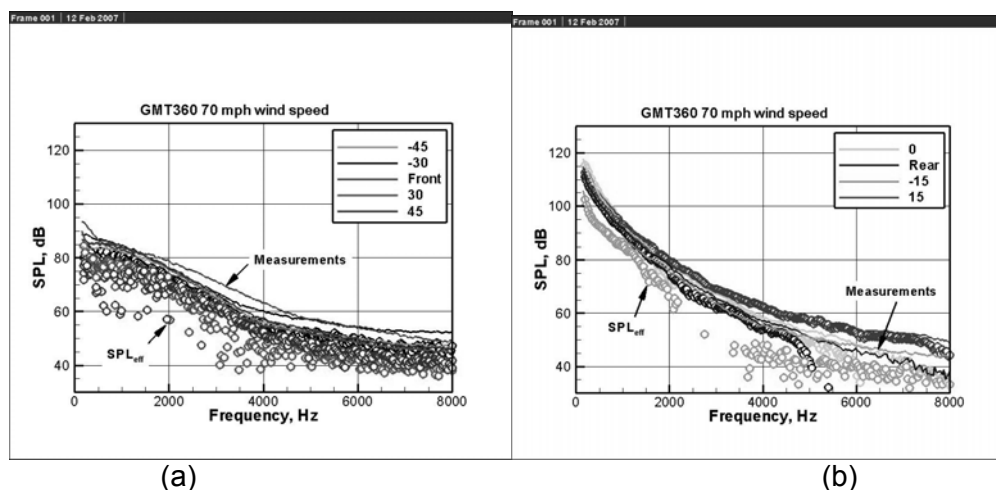 Frame 001 | 12 Feb 2007
GMT360 70 mph wind speed
SPL, dB
120
100
80
60
40
0
2000
4000
6000
8000
Frequency, Hz
-45
-30
Front
30
45
Measurements
SPLeff
(a)
Frame 001 | 12 Feb 2007
GMT360 70 mph wind speed
SPL, dB
120
100
80
60
40
0
2000
4000
6000
8000
Frequency, Hz
0
Rear
-15
15
Measurements
SPLeff
(b)